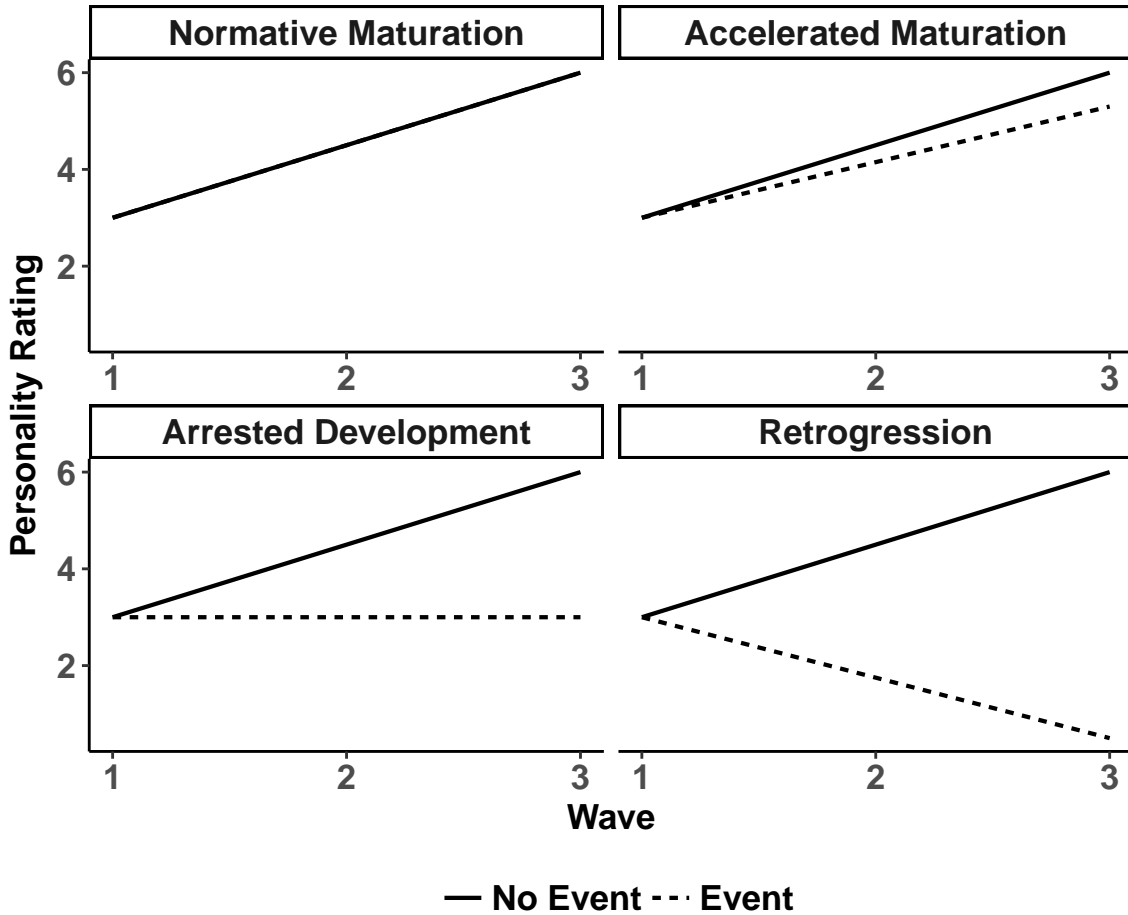 Normative Maturation
Accelerated Maturation
6
4
2
1 2 3
1 2 3
Arrested Development
Retrogression
6
4
2
1 2 3
1 2 3
Personality Rating
Wave
No Event Event